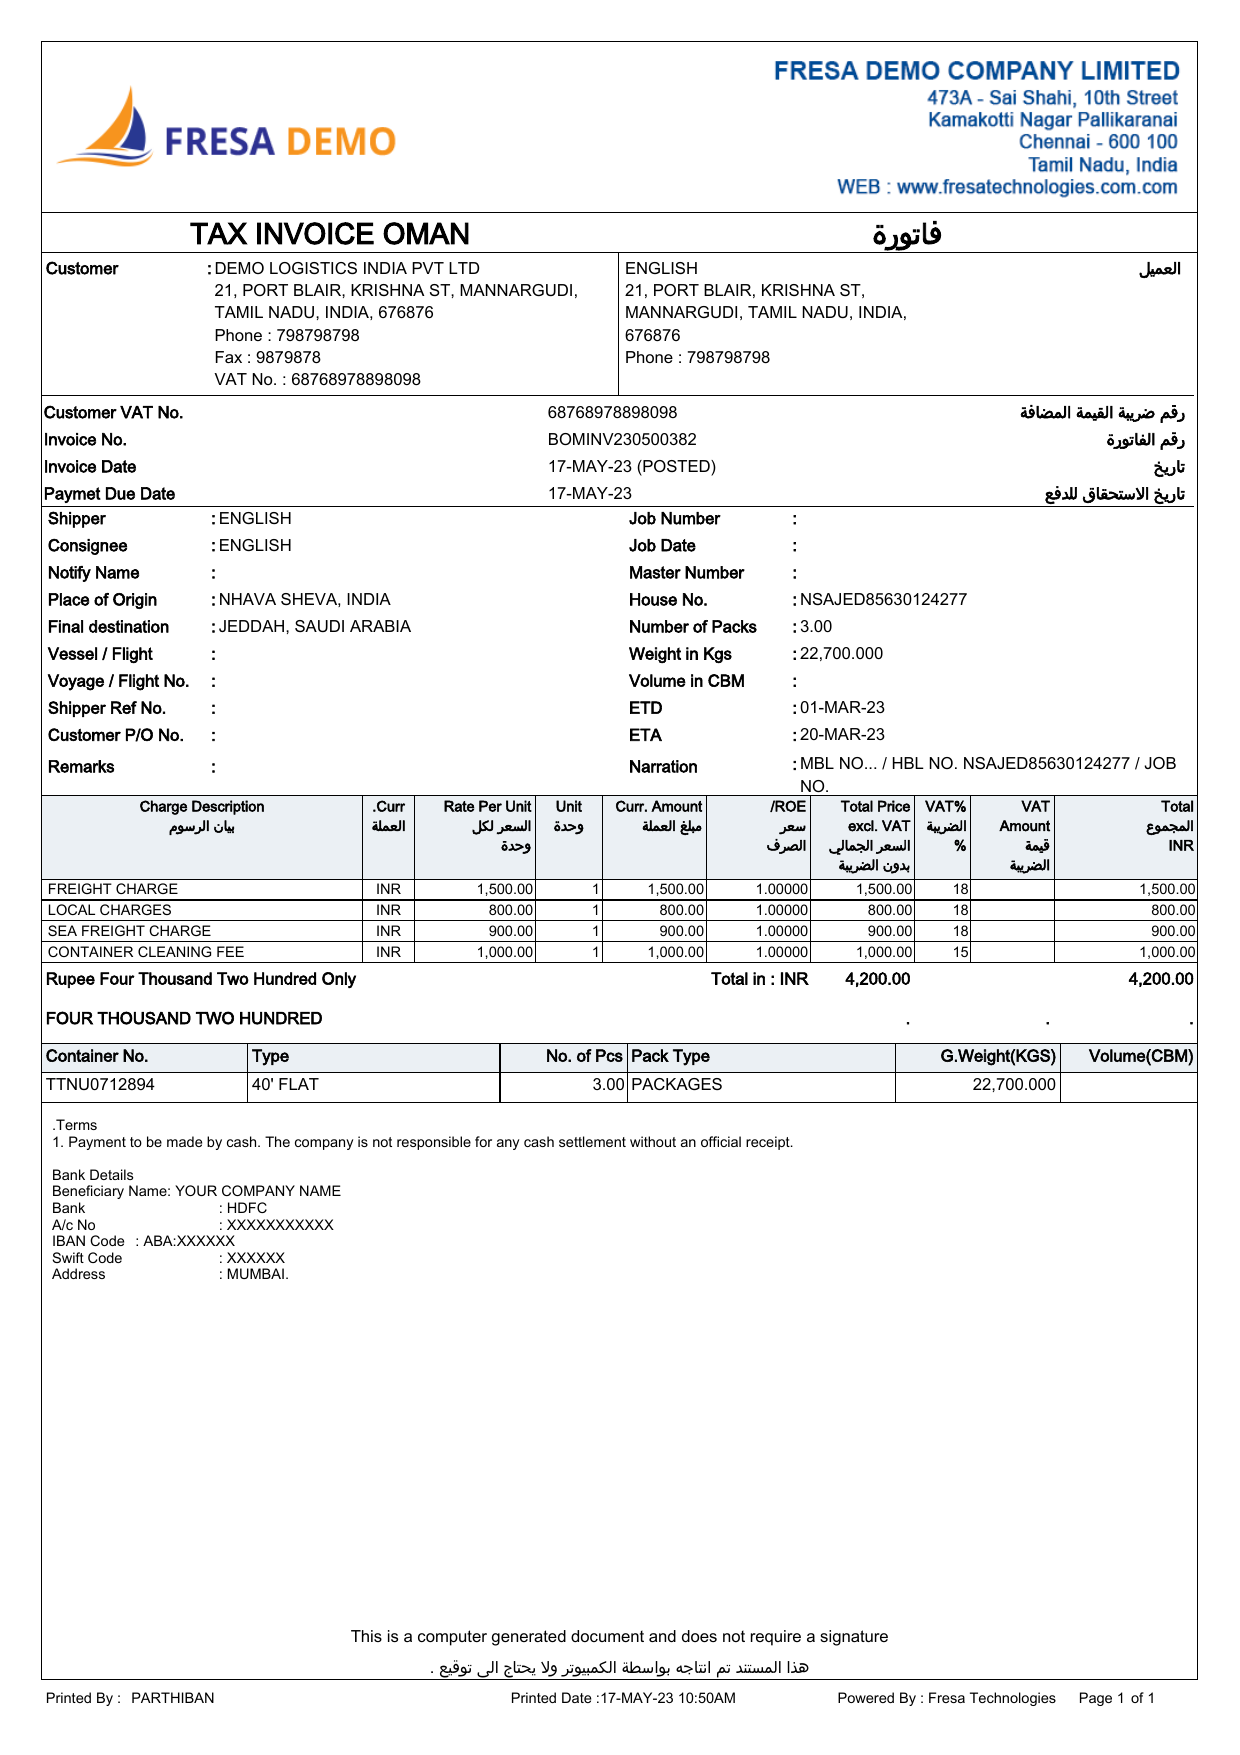 FRESA DEMO
FRESA DEMO COMPANY LIMITED
473A - Sai Shahi, 10th Street
Kamakotti Nagar Pallikaranai
Chennai - 600 100
Tamil Nadu, India
WEB : www.fresatechnologies.com.com
TAX INVOICE OMAN فاتورة
Customer : DEMO LOGISTICS INDIA PVT LTD ENGLISH العميل
21, PORT BLAIR, KRISHNA ST, MANNARGUDI, 21, PORT BLAIR, KRISHNA ST,
TAMIL NADU, INDIA, 676876 MANNARGUDI, TAMIL NADU, INDIA,
Phone : 798798798 676876
Fax : 9879878 Phone : 798798798
VAT No. : 68768978898098
Customer VAT No. 68768978898098 رقم ضريبة القيمة المضافة
Invoice No. BOMINV230500382 رقم الفاتورة
Invoice Date 17-MAY-23 (POSTED) تاريخ
Paymet Due Date 17-MAY-23 تاريخ الاستحقاق للدفع
Shipper : ENGLISH Job Number :
Consignee : ENGLISH Job Date :
Notify Name : Master Number :
Place of Origin : NHAVA SHEVA, INDIA House No. : NSAJED85630124277
Final destination : JEDDAH, SAUDI ARABIA Number of Packs : 3.00
Vessel / Flight : Weight in Kgs : 22,700.000
Voyage / Flight No. : Volume in CBM :
Shipper Ref No. : ETD : 01-MAR-23
Customer P/O No. : ETA : 20-MAR-23
Remarks : Narration : MBL NO... / HBL NO. NSAJED85630124277 / JOB
NO.
Charge Description .Curr Rate Per Unit Unit Curr. Amount /ROE Total Price VAT% VAT Total
بيان الرسوم العملة السعر لكل وحدة مبلغ العملة سعر excl. VAT الضريبة Amount المجموع
وحدة الصرف السعر الجمالي % قيمة INR
بدون الضريبة الضريبة
FREIGHT CHARGE INR 1,500.00 1 1,500.00 1.00000 1,500.00 18 1,500.00
LOCAL CHARGES INR 800.00 1 800.00 1.00000 800.00 18 800.00
SEA FREIGHT CHARGE INR 900.00 1 900.00 1.00000 900.00 18 900.00
CONTAINER CLEANING FEE INR 1,000.00 1 1,000.00 1.00000 1,000.00 15 1,000.00
Rupee Four Thousand Two Hundred Only Total in : INR 4,200.00 4,200.00
FOUR THOUSAND TWO HUNDRED . . .
Container No. Type No. of Pcs Pack Type G.Weight(KGS) Volume(CBM)
TTNU0712894 40' FLAT 3.00 PACKAGES 22,700.000
.Terms
1. Payment to be made by cash. The company is not responsible for any cash settlement without an official receipt.
Bank Details
Beneficiary Name: YOUR COMPANY NAME
Bank : HDFC
A/c No : XXXXXXXXXXX
IBAN Code : ABA:XXXXXX
Swift Code : XXXXXX
Address : MUMBAI.
This is a computer generated document and does not require a signature
هذا المستند تم انتاجه بواسطة الكمبيوتر ولا يحتاج الى توقيع .
Printed By : PARTHIBAN Printed Date :17-MAY-23 10:50AM Powered By : Fresa Technologies Page 1 of 1